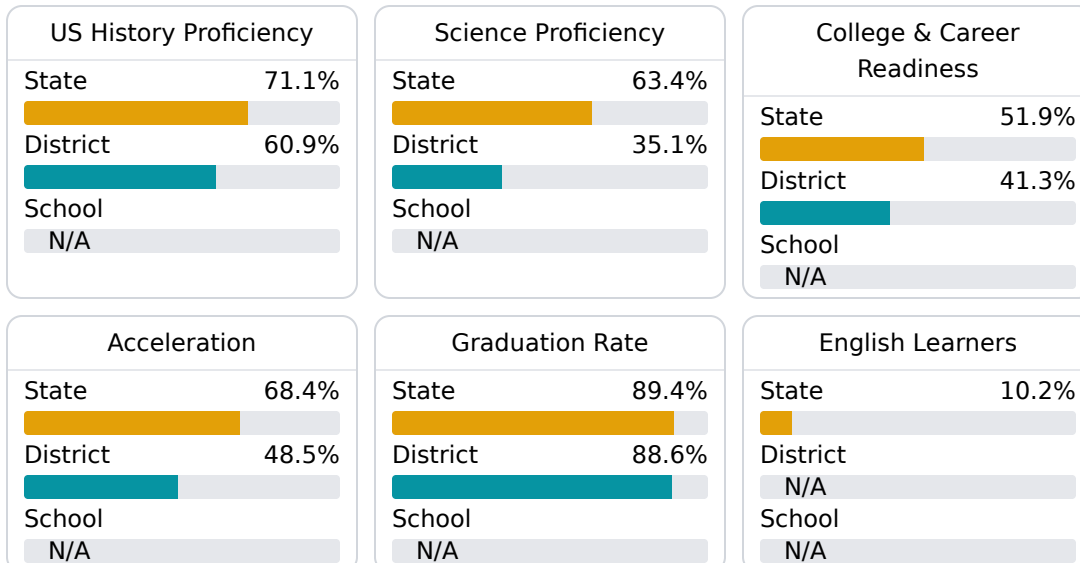 US History Proficiency
State 71.1%
District 60.9%
School
N/A
Science Proficiency
State 63.4%
District 35.1%
School
N/A
College & Career
Readiness
State 51.9%
District 41.3%
School
N/A
Acceleration
State 68.4%
District 48.5%
School
N/A
Graduation Rate
State 89.4%
District 88.6%
School
N/A
English Learners
State 10.2%
District
N/A
School
N/A